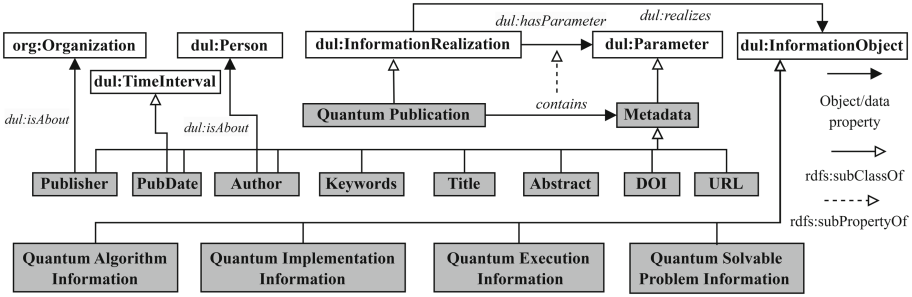 dul:hasParameter
dul:realizes
org:Organization
dul:Person
dul:InformationRealization
dul:Parameter
dul:InformationObject
dul:TimeInterval
dul:isAbout
dul:isAbout
Quantum Publication
contains
Metadata
Object/data
property
rdfs:subClassOf
rdfs:subPropertyOf
Publisher
PubDate
Author
Keywords
Title
Abstract
DOI
URL
Quantum Algorithm
Information
Quantum Implementation
Information
Quantum Execution
Information
Quantum Solvable
Problem Information